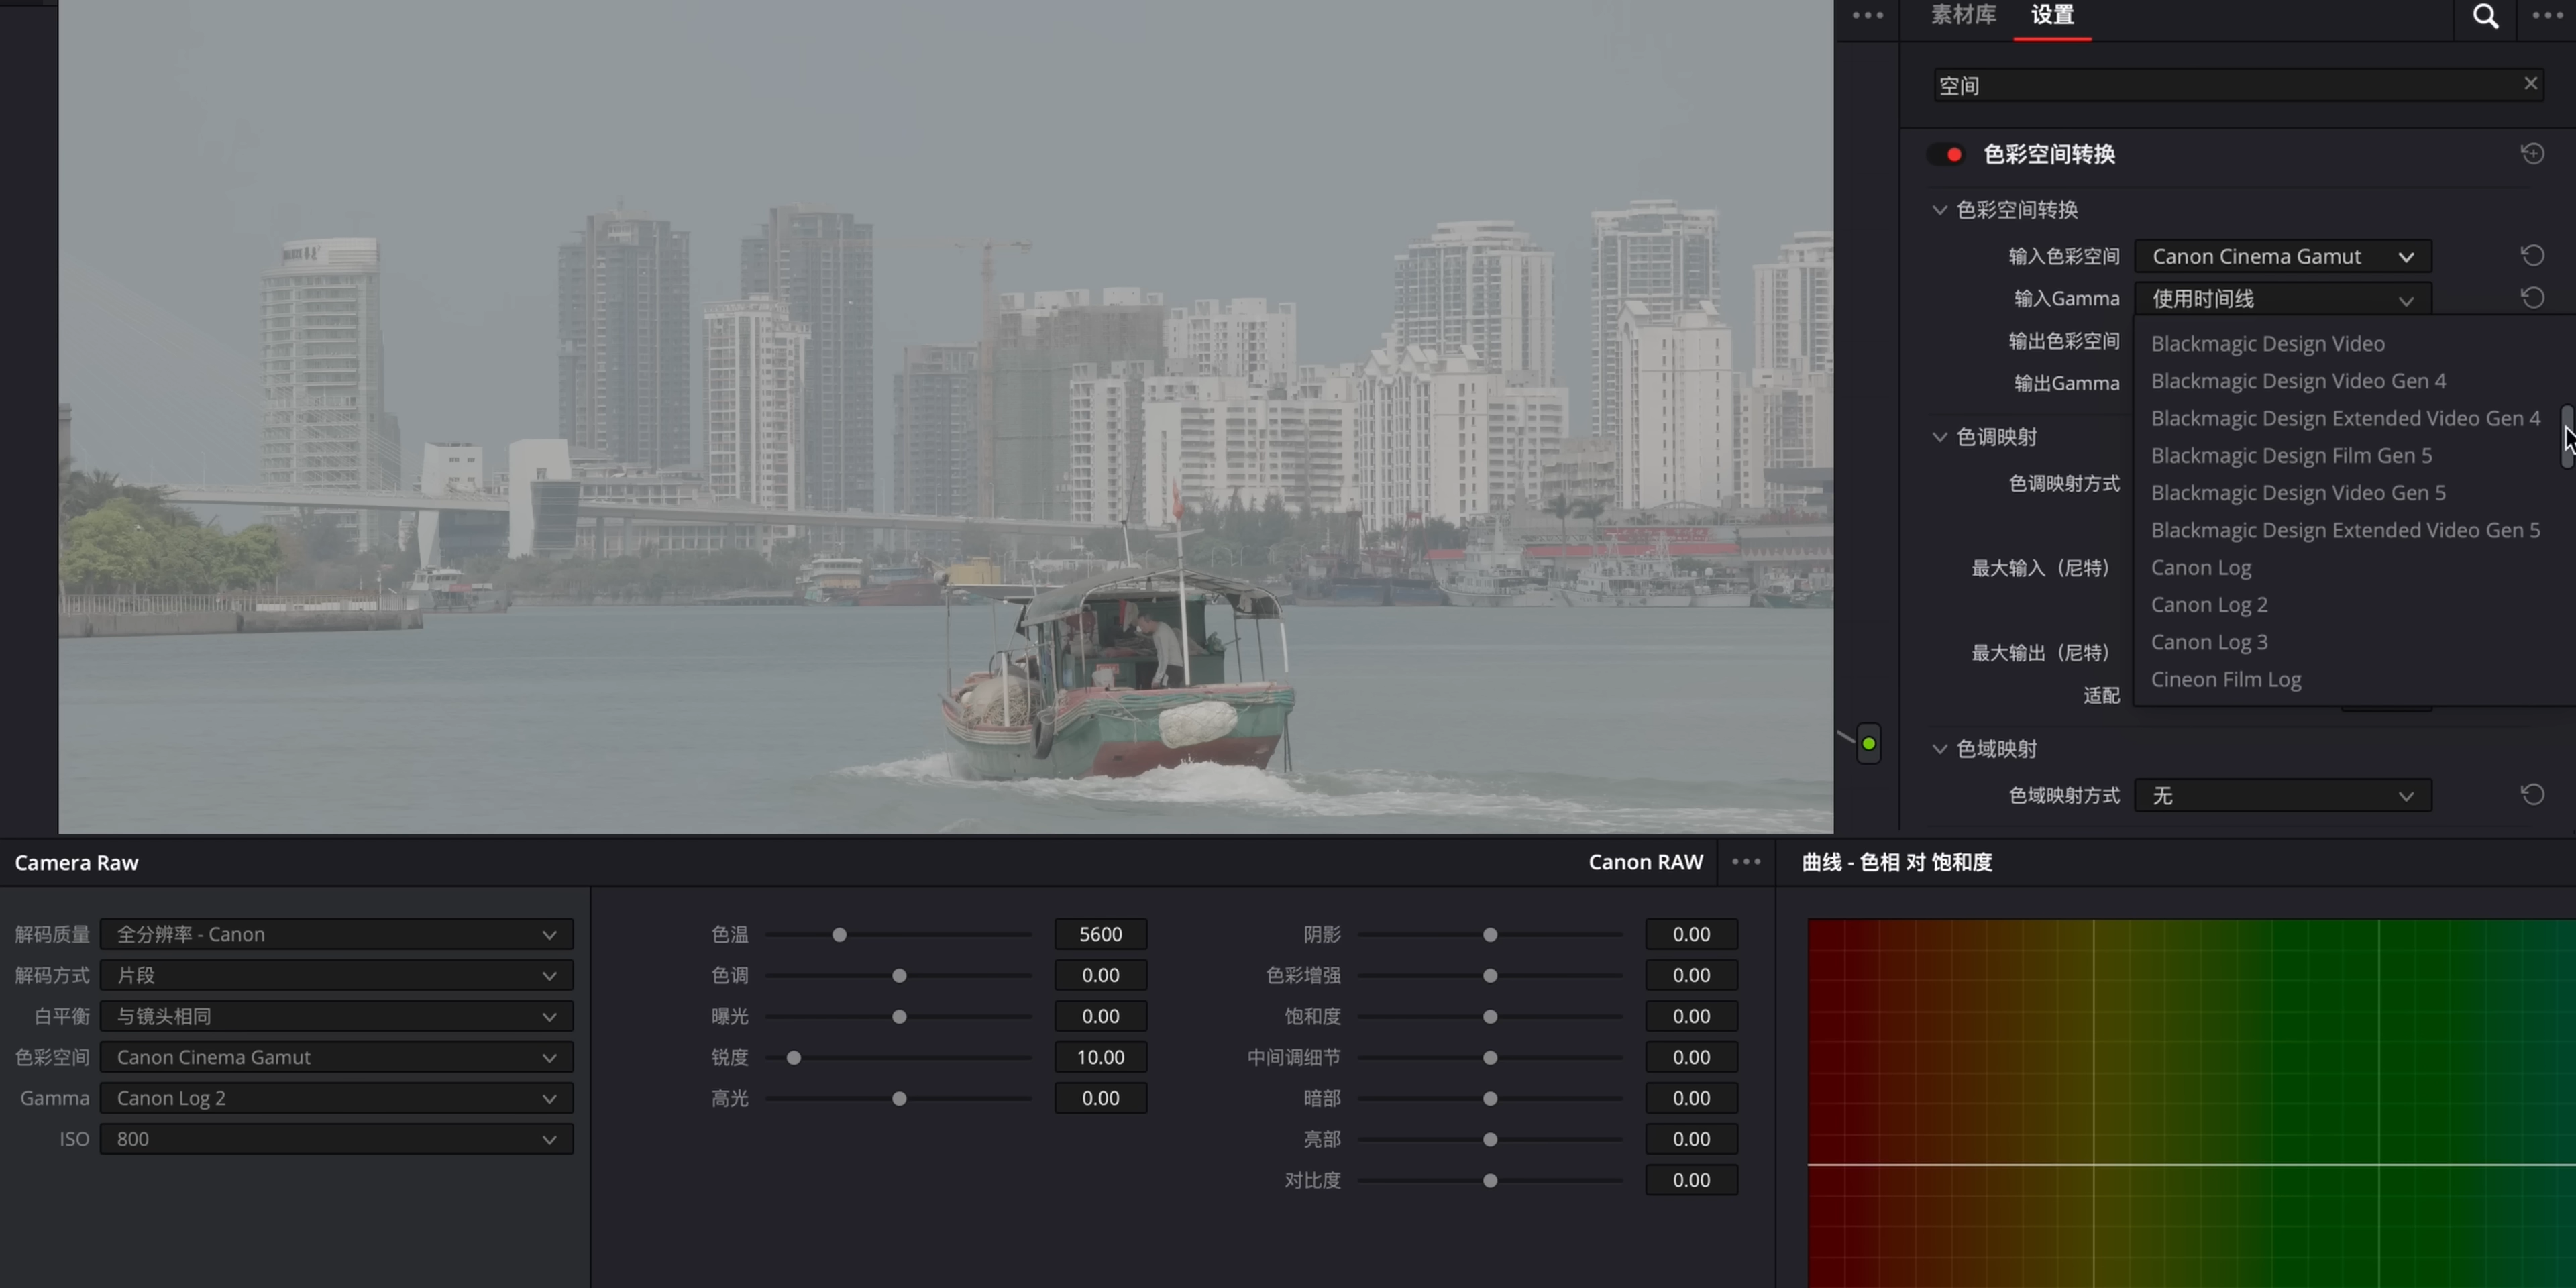 素材库 设置
空间
色彩空间转换
色彩空间转换
输入色彩空间 Canon Cinema Gamut
输入Gamma 使用时间线
输出色彩空间
输出Gamma
Blackmagic Design Video
Blackmagic Design Video Gen 4
Blackmagic Design Extended Video Gen 4
Blackmagic Design Film Gen 5
Blackmagic Design Video Gen 5
Blackmagic Design Extended Video Gen 5
Canon Log
Canon Log 2
Canon Log 3
Cineon Film Log
色调映射
色调映射方式
最大输入（尼特）
最大输出（尼特）
适配
色域映射
色域映射方式 无
Camera Raw
Canon RAW
解码质量 全分辨率 - Canon
解码方式 片段
白平衡 与镜头相同
色彩空间 Canon Cinema Gamut
Gamma Canon Log 2
ISO 800
色温 5600
色调 0.00
曝光 0.00
锐度 10.00
高光 0.00
阴影 0.00
色彩增强 0.00
饱和度 0.00
中间调细节 0.00
暗部 0.00
亮部 0.00
对比度 0.00
曲线 - 色相 对 饱和度